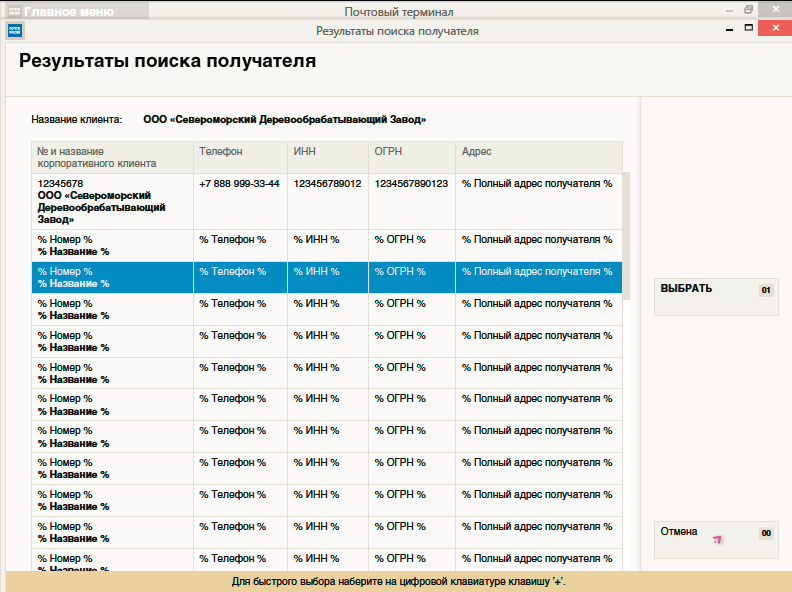 Главное меню
Почтовый терминал
Результаты поиска получателя
Результаты поиска получателя
Название клиента: ООО «Североморский Деревообрабатывающий Завод»
№ и название корпоративного клиента Телефон ИНН ОГРН Адрес
12345678 +7 888 999-33-44 123456789012 1234567890123 % Полный адрес получателя %
ООО «Североморский
Деревообрабатывающий
Завод»
% Номер % % Телефон % % ИНН % % ОГРН % % Полный адрес получателя %
% Название %
% Номер % % Телефон % % ИНН % % ОГРН % % Полный адрес получателя %
% Название %
% Номер % % Телефон % % ИНН % % ОГРН % % Полный адрес получателя %
% Название %
% Номер % % Телефон % % ИНН % % ОГРН % % Полный адрес получателя %
% Название %
% Номер % % Телефон % % ИНН % % ОГРН % % Полный адрес получателя %
% Название %
% Номер % % Телефон % % ИНН % % ОГРН % % Полный адрес получателя %
% Название %
% Номер % % Телефон % % ИНН % % ОГРН % % Полный адрес получателя %
% Название %
% Номер % % Телефон % % ИНН % % ОГРН % % Полный адрес получателя %
% Название %
% Номер % % Телефон % % ИНН % % ОГРН % % Полный адрес получателя %
% Название %
% Номер % % Телефон % % ИНН % % ОГРН % % Полный адрес получателя %
% Название %
% Номер % % Телефон % % ИНН % % ОГРН % % Полный адрес получателя %
% Название %
ВЫБРАТЬ 01
Отмена 00
Для быстрого выбора наберите на цифровой клавиатуре клавишу '+'.